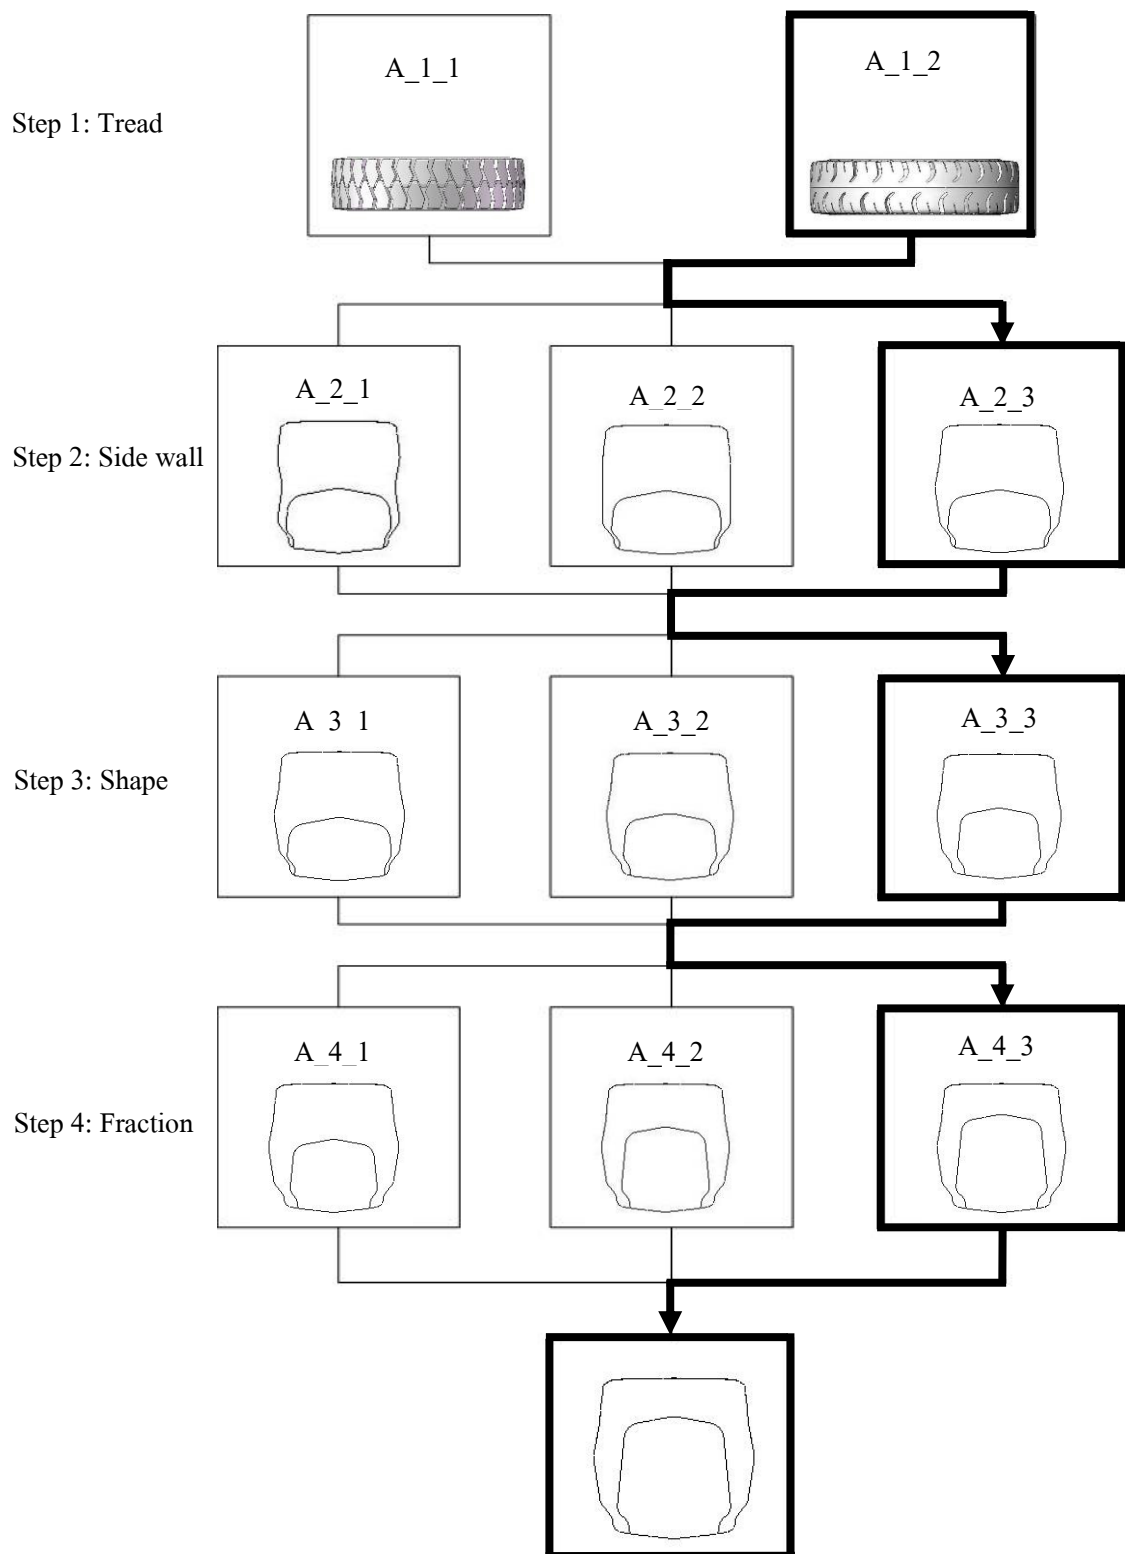 A_1_1
A_1_2
Step 1: Tread
A_2_1
A_2_2
A_2_3
Step 2: Side wall
A 3 1
A_3_2
A_3_3
Step 3: Shape
A_4_1
A_4_2
A_4_3
Step 4: Fraction